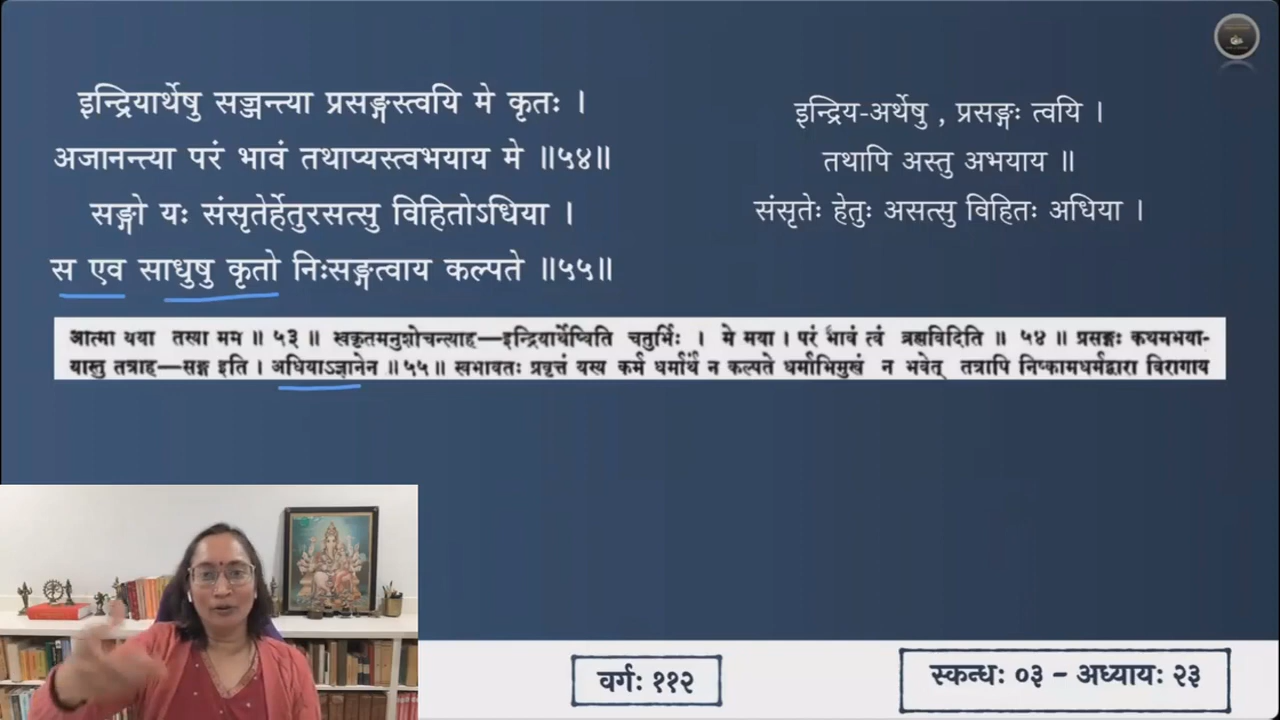 इन्द्रियार्थेषु सज्जन्त्या प्रसङ्गस्त्वयि मे कृतः ।
अजानन्त्या परं भावं तथाप्यस्त्वभयाय मे ॥५४॥
सङ्गो यः संसृतेर्हेतुरसत्सु विहितोऽधिया ।
स एव साधुषु कृतो निःसङ्गत्वाय कल्पते ॥५५॥
इन्द्रिय-अर्थेषु , प्रसङ्गः त्वयि ।
तथापि अस्तु अभयाय ॥
संसृतेः हेतुः असत्सु विहितः अधिया ।
आत्मा यया तस्या मम ॥ ५३ ॥ स्वकृतमनुशोचन्त्याह—इन्द्रियार्थेष्विति चतुर्भिः । मे मया । परं भावं त्वं ब्रह्मविदिति ॥ ५४ ॥ प्रसङ्गः कथमभया-
यास्तु तत्राह—सङ्ग इति । अधियाऽज्ञानेन ॥ ५५ ॥ स्वभावतः प्रवृत्तं यस्य कर्म धर्मार्थं न कल्पते धर्माभिमुखं न भवेत् तत्रापि निष्कामधर्मद्वारा विरागाय
वर्गः ११२
स्कन्धः ०३ - अध्यायः २३